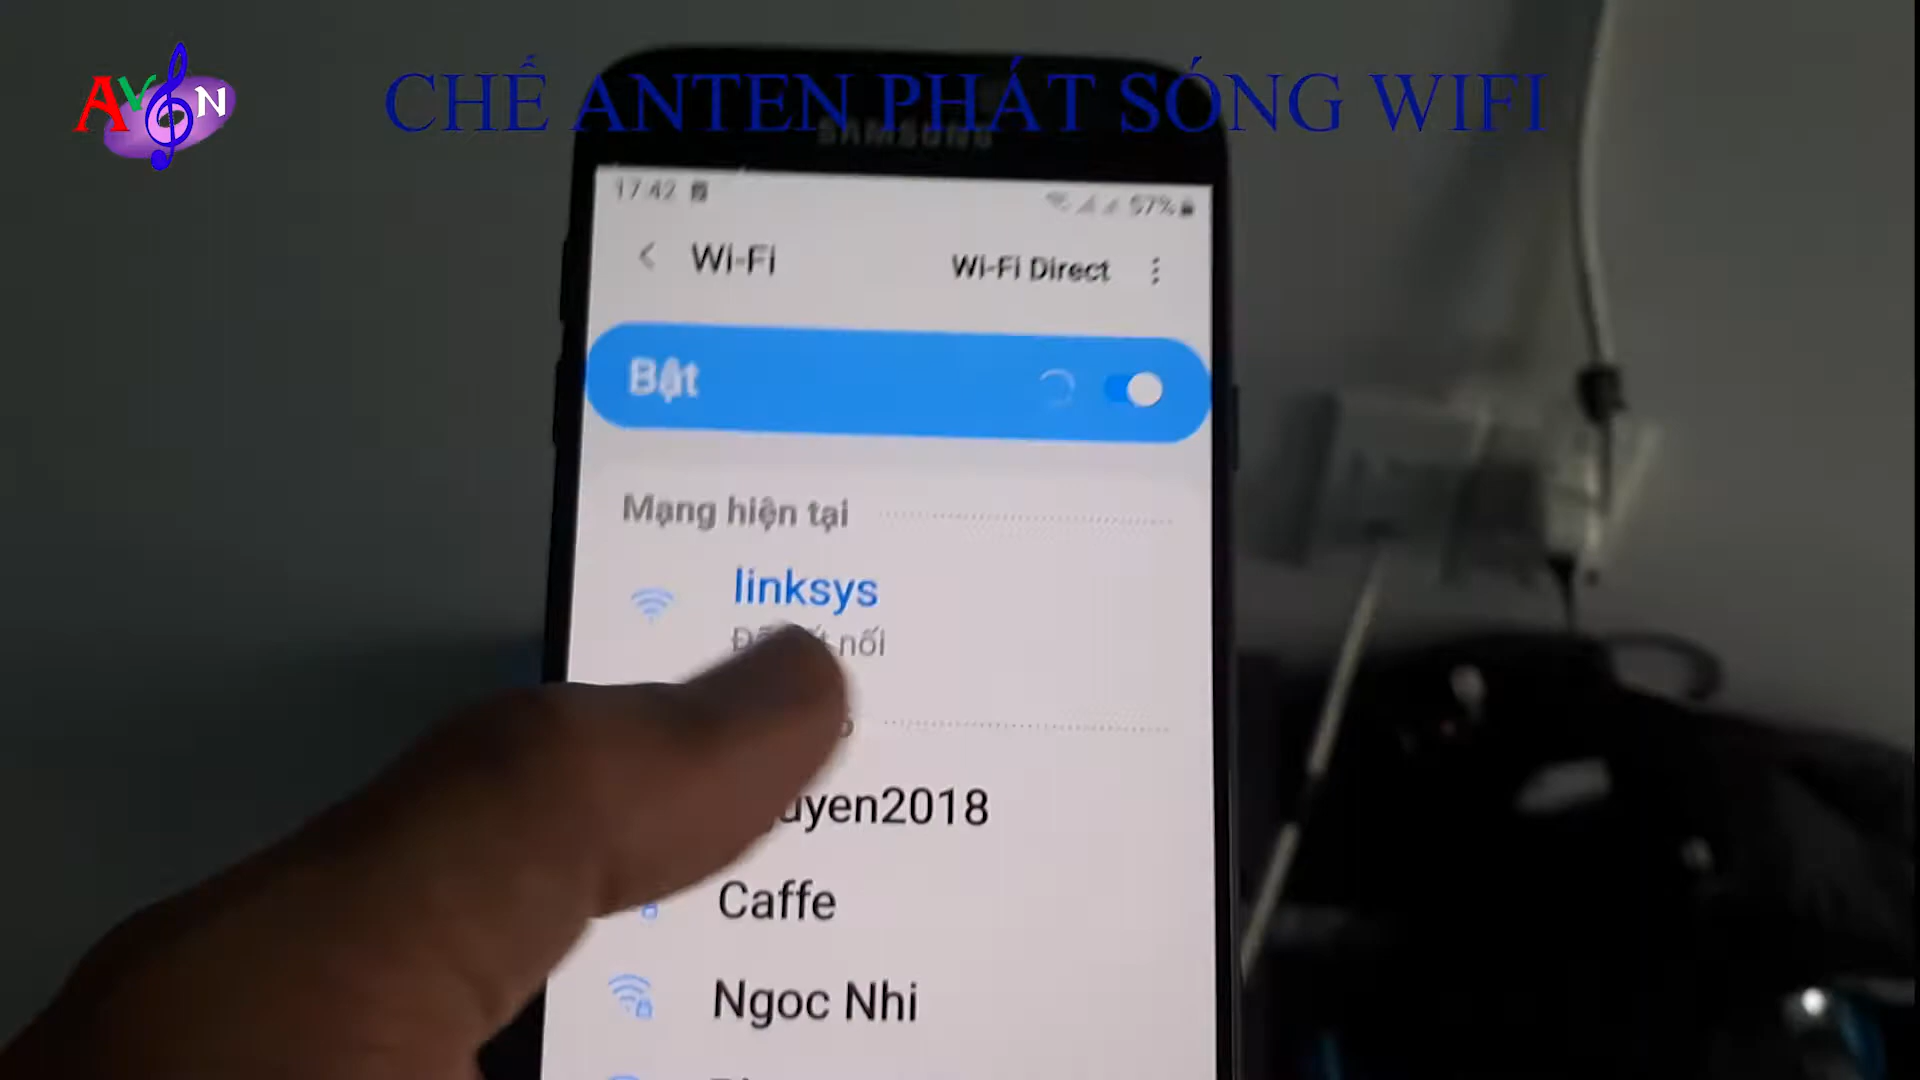 AVON
CHẾ ANTEN PHÁT SÓNG WIFI
SAMSUNG
17:42
57%
Wi-Fi
Wi-Fi Direct
Bật
Mạng hiện tại
linksys
nối
uyen2018
Caffe
Ngoc Nhi